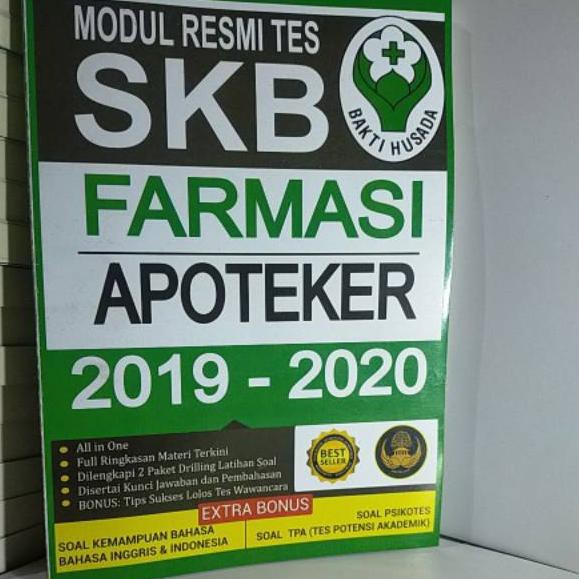 MODUL RESMI TES
SKB
BAKTI HUSADA
FARMASI
APOTEKER
2019 - 2020
All in One
Full Ringkasan Materi Terkini
Dilengkapi 2 Paket Drilling Latihan Soal
Disertai Kunci Jawaban dan Pembahasan
BONUS: Tips Sukses Lolos Tes Wawancara
BEST
SELLER
EXTRA BONUS
SOAL KEMAMPUAN BAHASA
BAHASA INGGRIS & INDONESIA
SOAL PSIKOTES
SOAL TPA (TES POTENSI AKADEMIK)